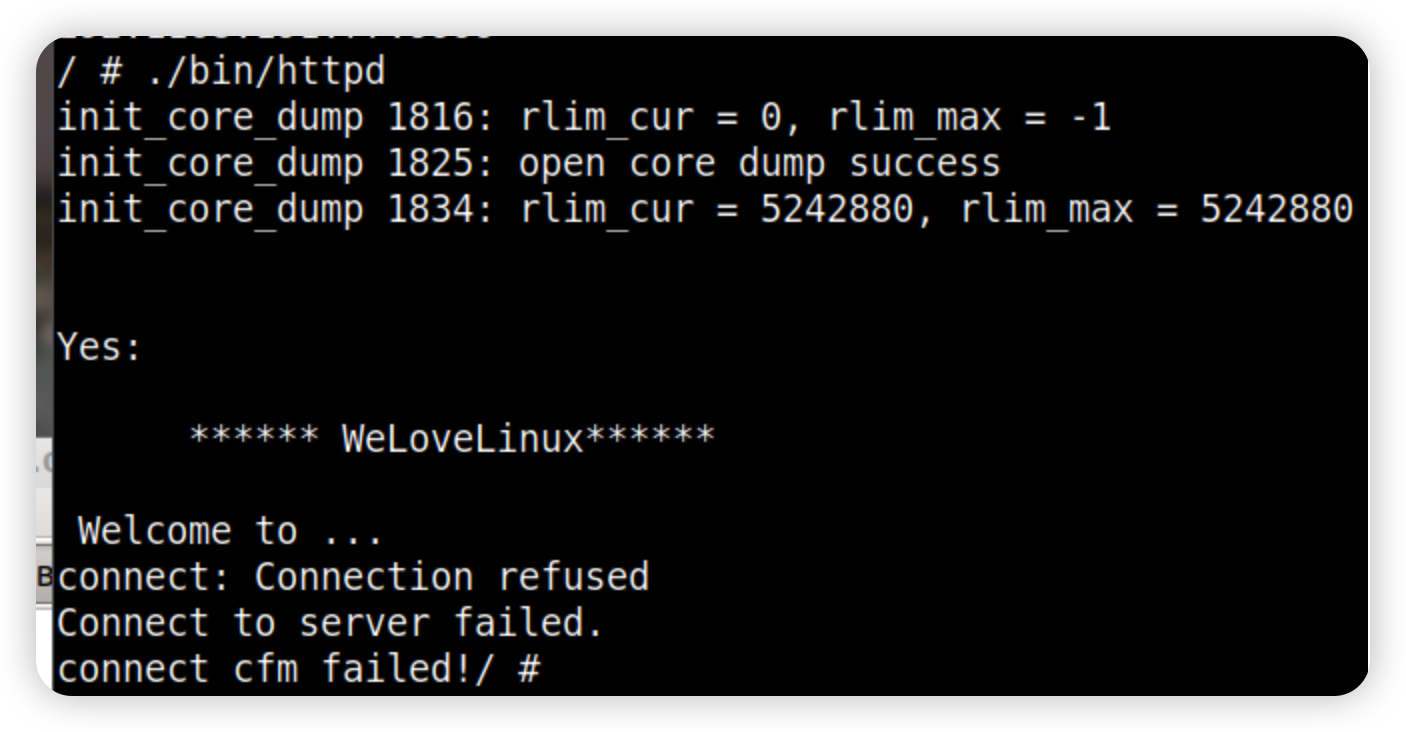 / # ./bin/httpd
init_core_dump 1816: rlim_cur = 0, rlim_max = -1
init_core_dump 1825: open core dump success
init_core_dump 1834: rlim_cur = 5242880, rlim_max = 5242880
Yes:
****** WeLoveLinux******
Welcome to ...
connect: Connection refused
Connect to server failed.
connect cfm failed!/ #